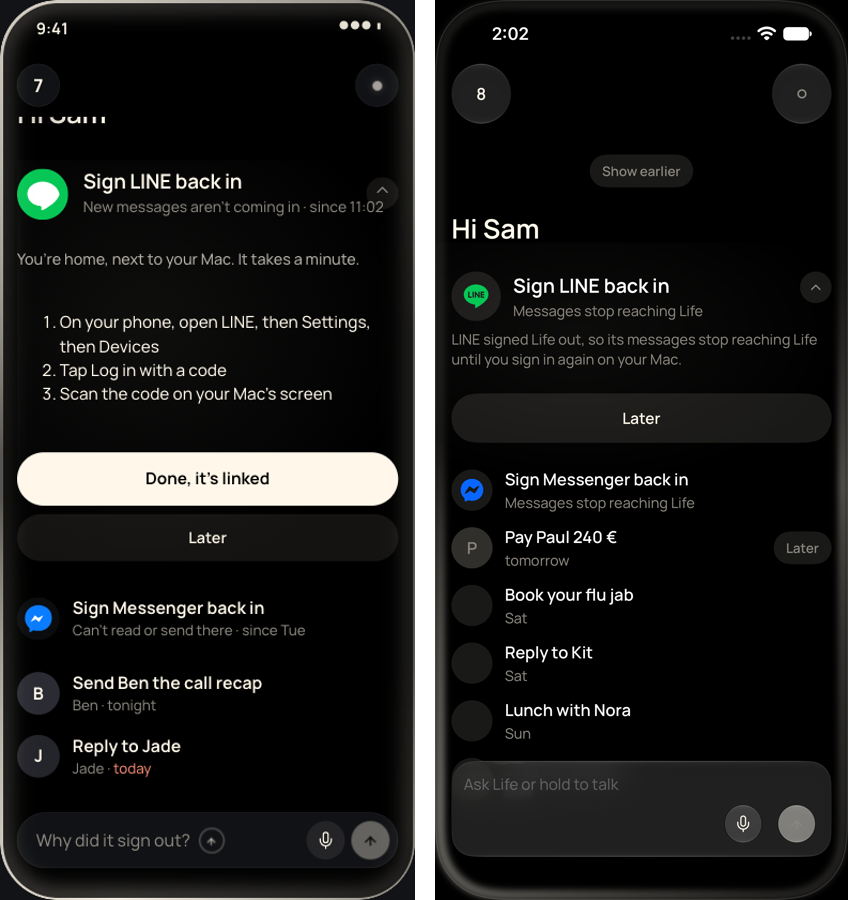 9:41
7
Hi Sam
Sign LINE back in
New messages aren't coming in · since 11:02
You're home, next to your Mac. It takes a minute.
1. On your phone, open LINE, then Settings,
then Devices
2. Tap Log in with a code
3. Scan the code on your Mac's screen
Done, it's linked
Later
Sign Messenger back in
Can't read or send there · since Tue
B
Send Ben the call recap
Ben · tonight
J
Reply to Jade
Jade · today
Why did it sign out?
2:02
8
Show earlier
Hi Sam
LINE
Sign LINE back in
Messages stop reaching Life
LINE signed Life out, so its messages stop reaching Life
until you sign in again on your Mac.
Later
Sign Messenger back in
Messages stop reaching Life
P
Pay Paul 240 €
tomorrow
Later
Book your flu jab
Sat
Reply to Kit
Sat
Lunch with Nora
Sun
Ask Life or hold to talk